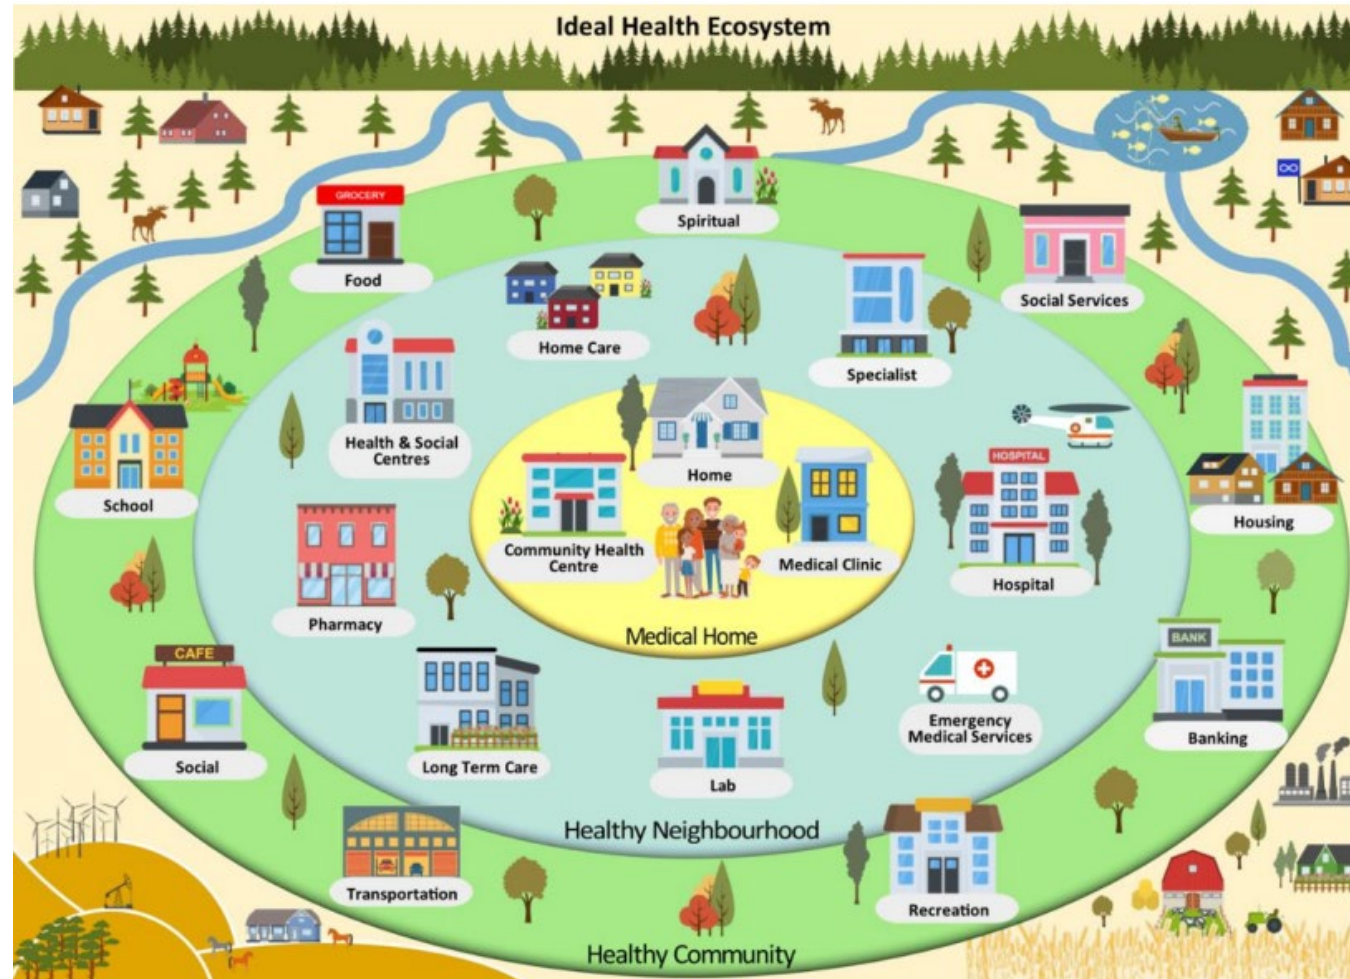 Ideal Health Ecosystem
GROCERY
Food
Spiritual
Social Services
Home Care
Specialist
Health & Social
Centres
Home
HOSPITAL
Hospital
School
Housing
Community Health
Centre
Medical Clinic
Pharmacy
Medical Home
CAFE
Social
BANK
Banking
Long Term Care
Lab
Emergency
Medical Services
Healthy Neighbourhood
Transportation
Recreation
Healthy Community